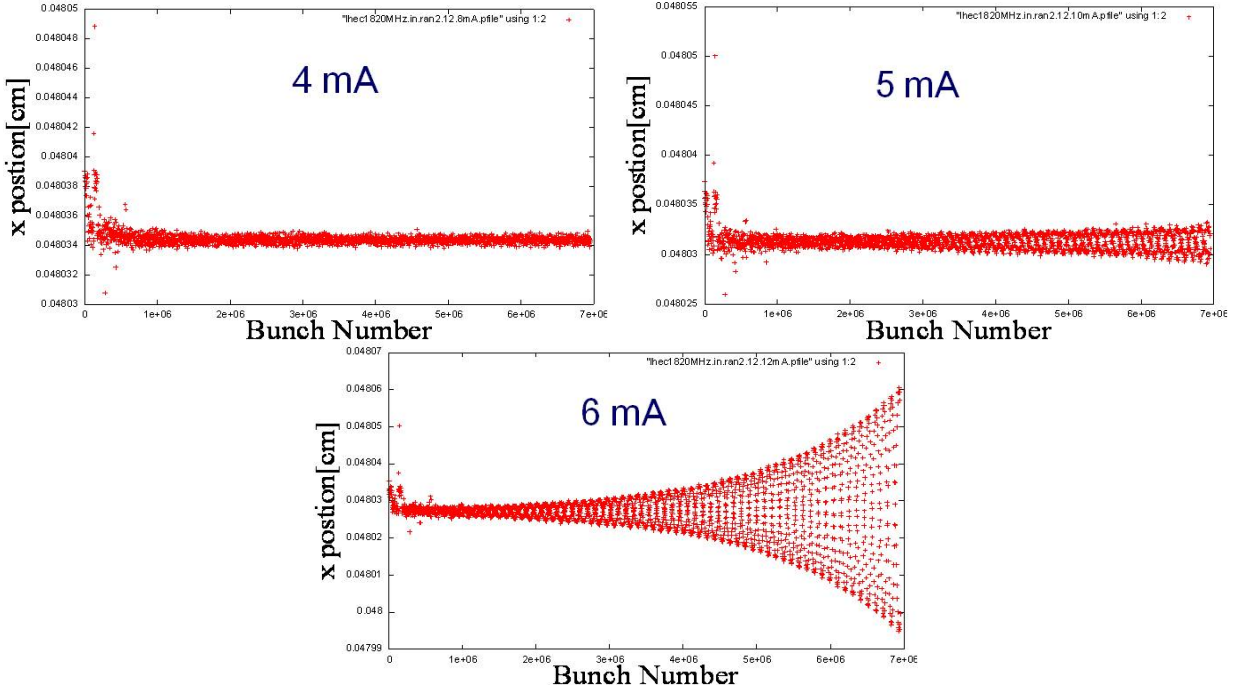 0.04805
"lhec1820MHz.in.ran2.12.8mA.pfile" using 1:2
0.048048
0.048046
4 mA
0.048044
0.048042
x postion[cm]
0.04804
0.048038
0.048036
0.048034
0.048032
0.04803
0 1e+06 2e+06 3e+06 4e+06 5e+06 6e+06 7e+06
Bunch Number
0.048055
"lhec1820MHz.in.ran2.12.10mA.pfile" using 1:2
0.04805
5 mA
0.048045
x postion[cm]
0.04804
0.048035
0.04803
0.048025
0 1e+06 2e+06 3e+06 4e+06 5e+06 6e+06 7e+06
Bunch Number
0.04807
"lhec1820MHz.in.ran2.12.12mA.pfile" using 1:2
0.04806
6 mA
0.04805
x postion[cm]
0.04804
0.04803
0.04802
0.04801
0.048
0.04799
0 1e+06 2e+06 3e+06 4e+06 5e+06 6e+06 7e+06
Bunch Number